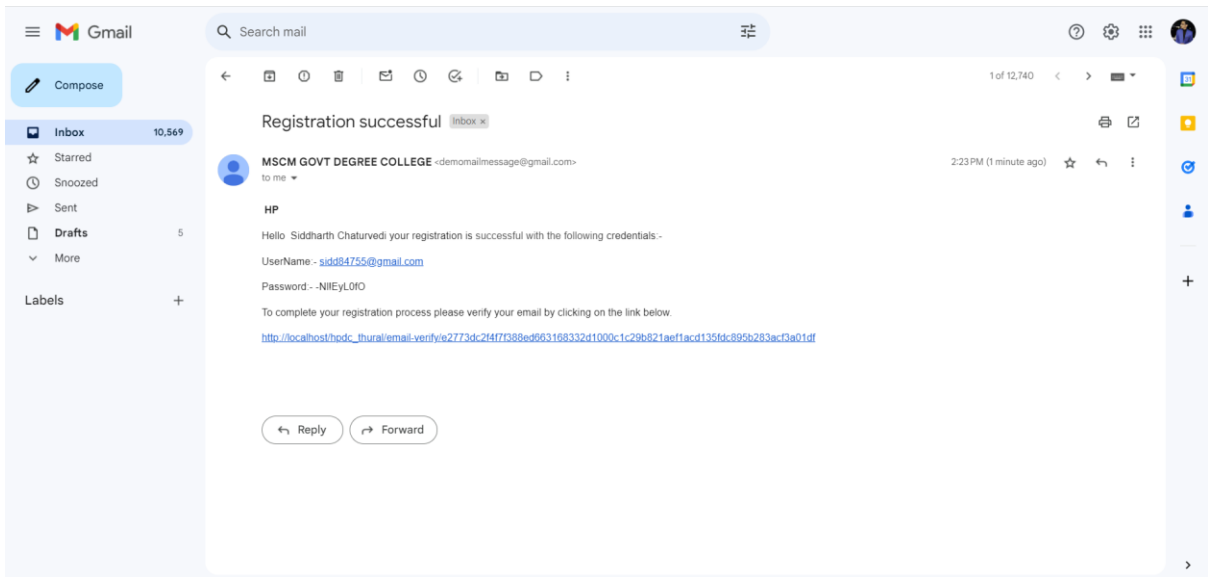 Gmail
Search mail
Compose
1 of 12,740
Inbox 10,569
Starred
Snoozed
Sent
Drafts 5
More
Labels
Registration successful Inbox x
MSCM GOVT DEGREE COLLEGE <demomailmessage@gmail.com> 2:23 PM (1 minute ago)
to me
HP
Hello Siddharth Chaturvedi your registration is successful with the following credentials:-
UserName:- sidd84755@gmail.com
Password:- -NIfEyL0fO
To complete your registration process please verify your email by clicking on the link below.
http://localhost/hpdc_thural/email-verify/e2773dc2f4f7f388ed663168332d1000c1c29b821aef1acd135fdc895b283acf3a01df
Reply Forward
31